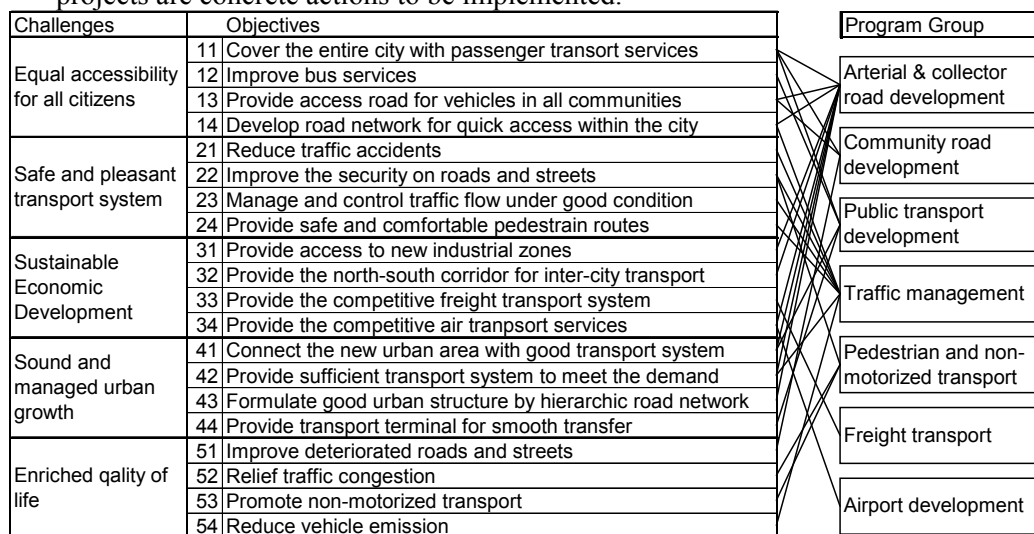 projects are concrete actions to be implemented.
Challenges Objectives Program Group
Equal accessibility
for all citizens
11 Cover the entire city with passenger transort services
12 Improve bus services
13 Provide access road for vehicles in all communities
14 Develop road network for quick access within the city
Safe and pleasant
transport system
21 Reduce traffic accidents
22 Improve the security on roads and streets
23 Manage and control traffic flow under good condition
24 Provide safe and comfortable pedestrain routes
Sustainable
Economic
Development
31 Provide access to new industrial zones
32 Provide the north-south corridor for inter-city transport
33 Provide the competitive freight transport system
34 Provide the competitive air tranpsort services
Sound and
managed urban
growth
41 Connect the new urban area with good transport system
42 Provide sufficient transport system to meet the demand
43 Formulate good urban structure by hierarchic road network
44 Provide transport terminal for smooth transfer
Enriched qality of
life
51 Improve deteriorated roads and streets
52 Relief traffic congestion
53 Promote non-motorized transport
54 Reduce vehicle emission
Arterial & collector
road development
Community road
development
Public transport
development
Traffic management
Pedestrian and non-
motorized transport
Freight transport
Airport development